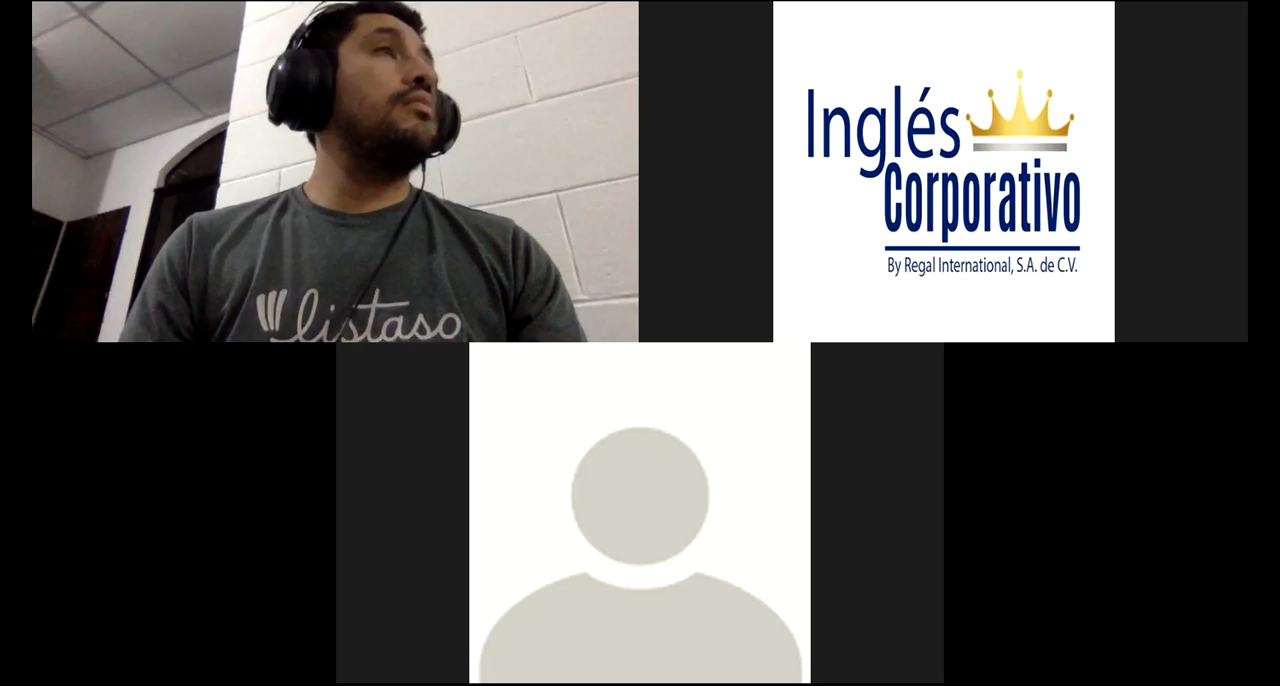 listaso
Inglés
Corporativo
By Regal International, S.A. de C.V.